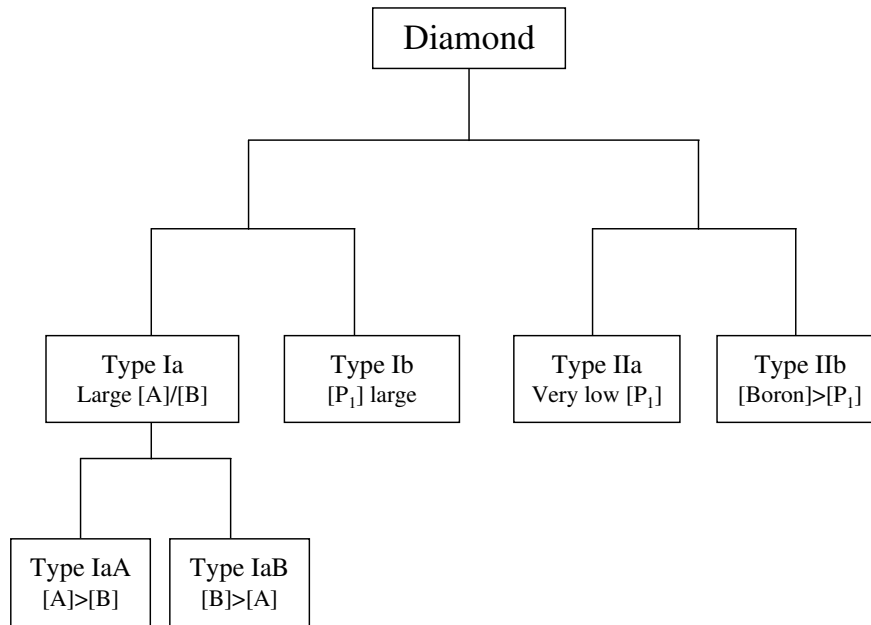 Diamond
Type Ia
Large [A]/[B]
Type Ib
[P₁] large
Type IIa
Very low [P₁]
Type IIb
[Boron]>[P₁]
Type IaA
[A]>[B]
Type IaB
[B]>[A]